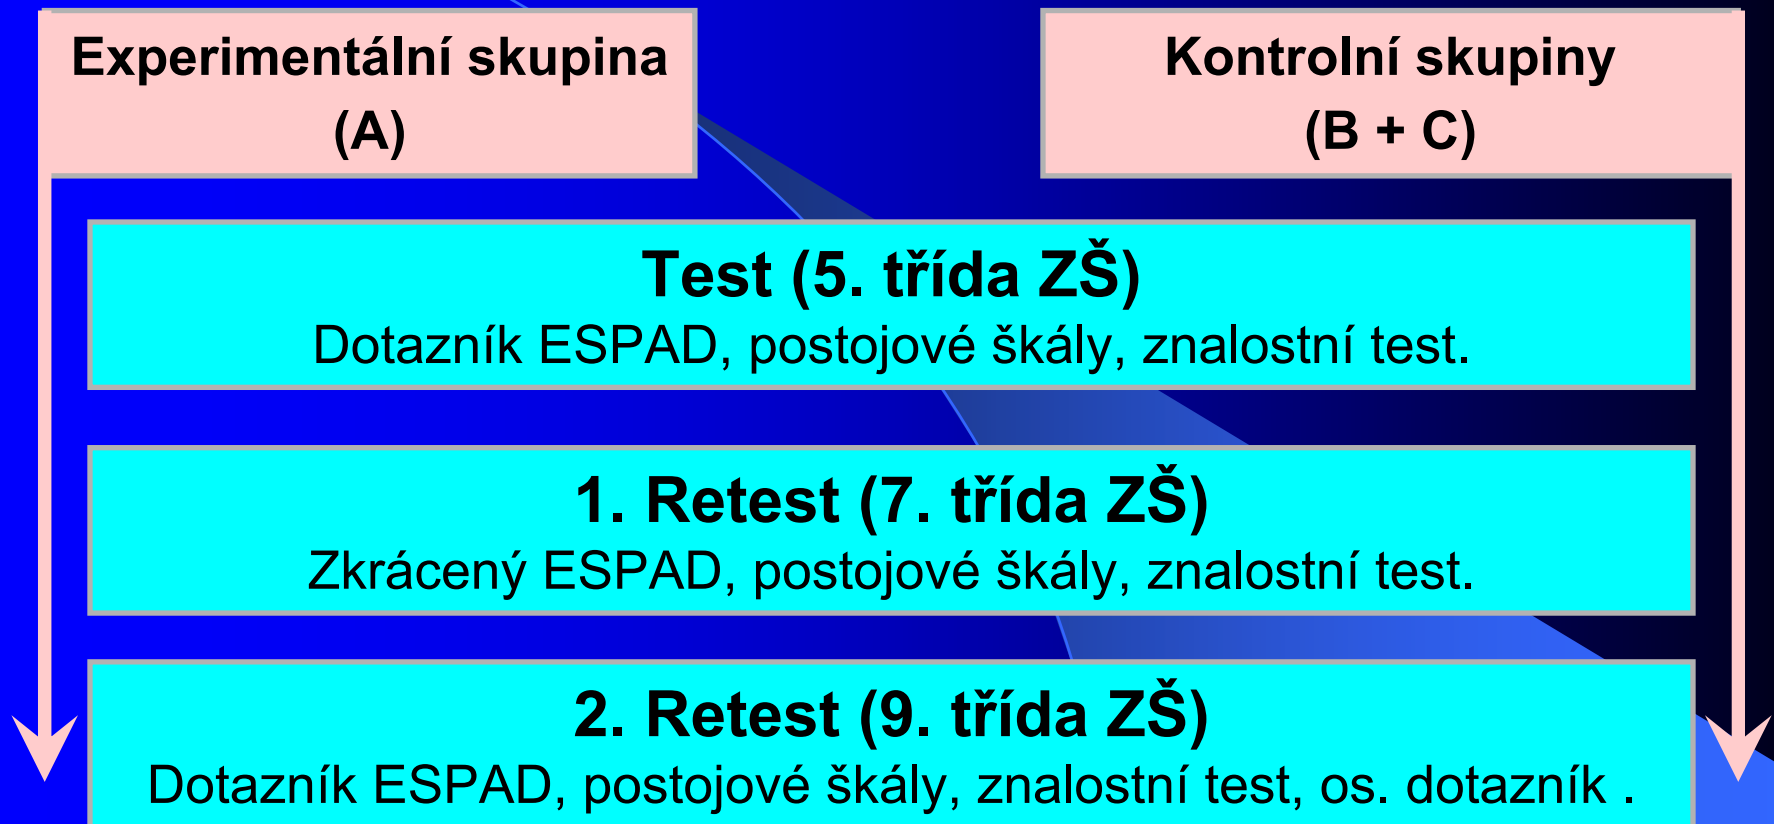 Experimentální skupina
(A)
Kontrolní skupiny
(B + C)
Test (5. třída ZŠ)
Dotazník ESPAD, postojové škály, znalostní test.
1. Retest (7. třída ZŠ)
Zkrácený ESPAD, postojové škály, znalostní test.
2. Retest (9. třída ZŠ)
Dotazník ESPAD, postojové škály, znalostní test, os. dotazník .